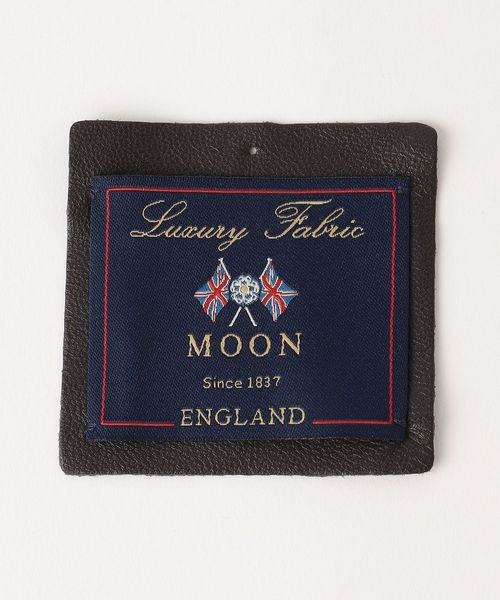 Luxury Fabric
MOON
Since 1837
ENGLAND